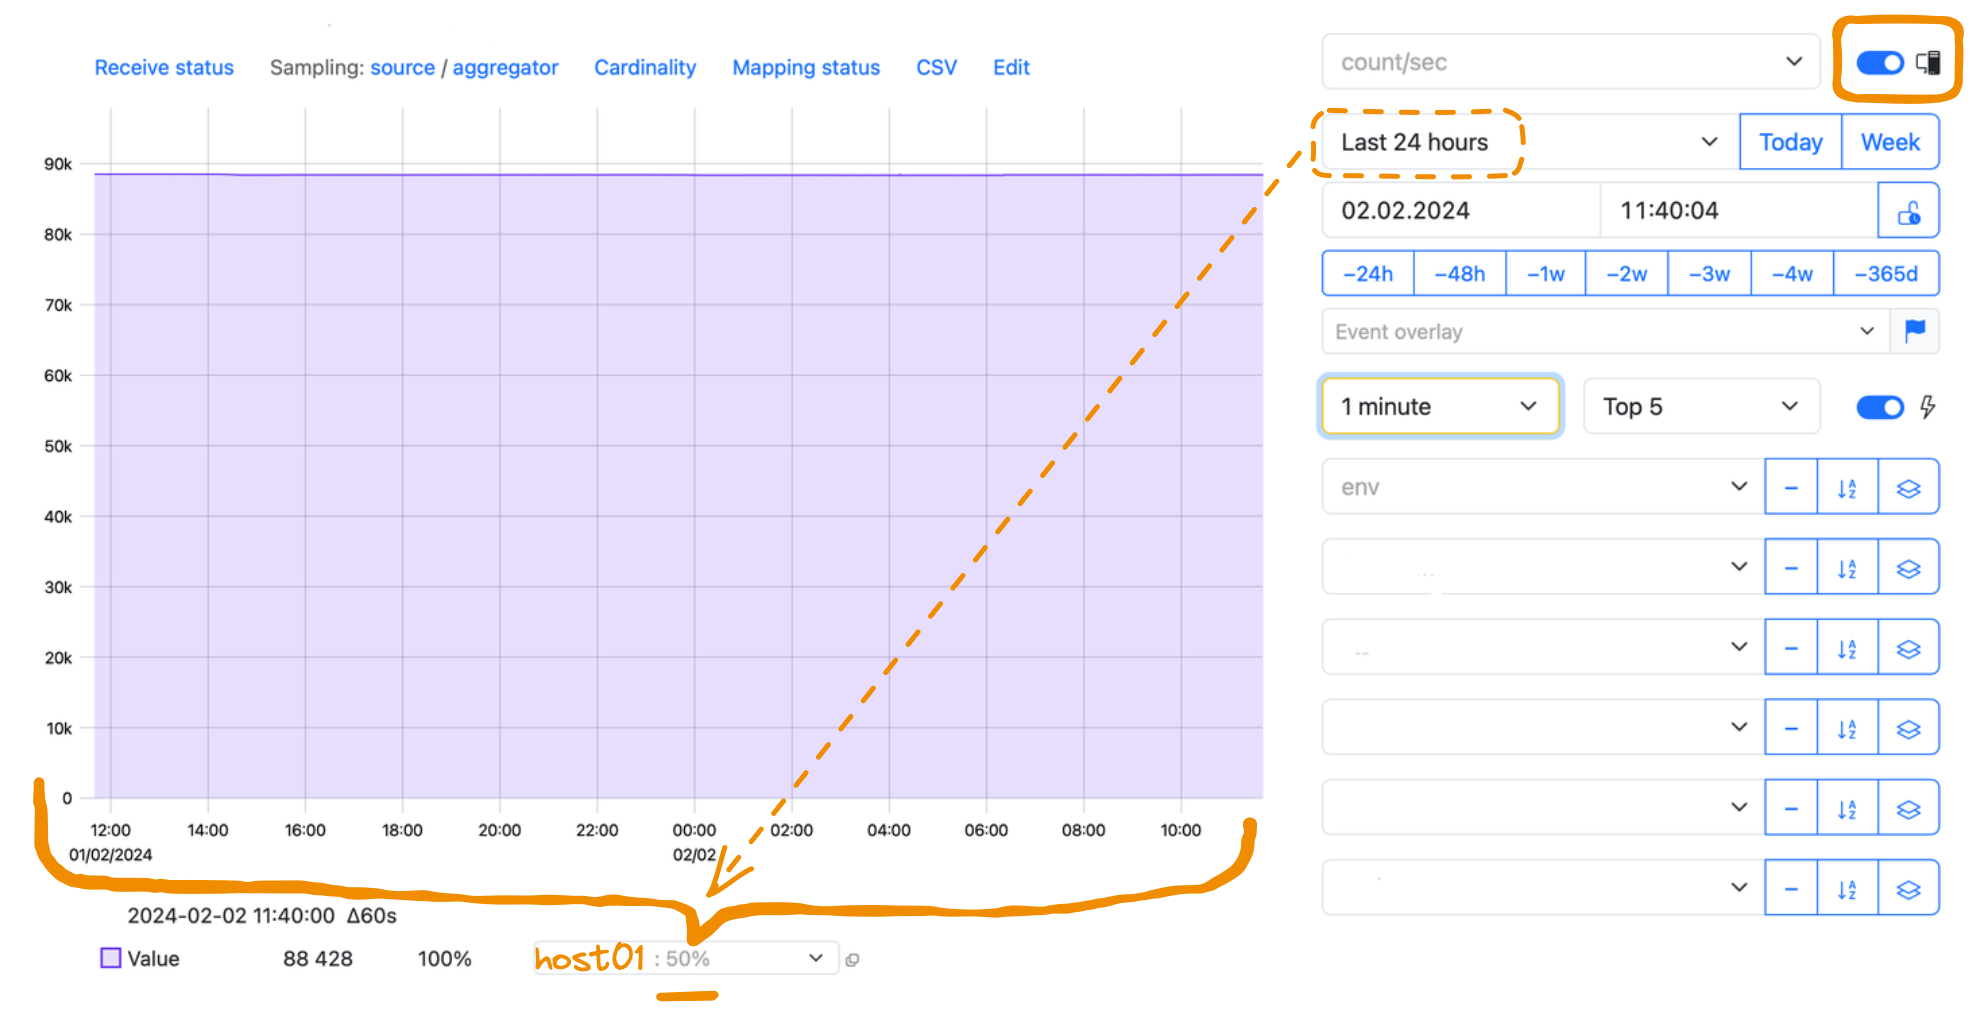 Receive status Sampling: source / aggregator Cardinality Mapping status CSV Edit
90k
80k
70k
60k
50k
40k
30k
20k
10k
0
12:00 14:00 16:00 18:00 20:00 22:00 00:00 02:00 04:00 06:00 08:00 10:00
01/02/2024 02/02
2024-02-02 11:40:00 Δ60s
Value 88 428 100% host01 : 50%
count/sec
Last 24 hours Today Week
02.02.2024 11:40:04
−24h −48h −1w −2w −3w −4w −365d
Event overlay
1 minute Top 5
env